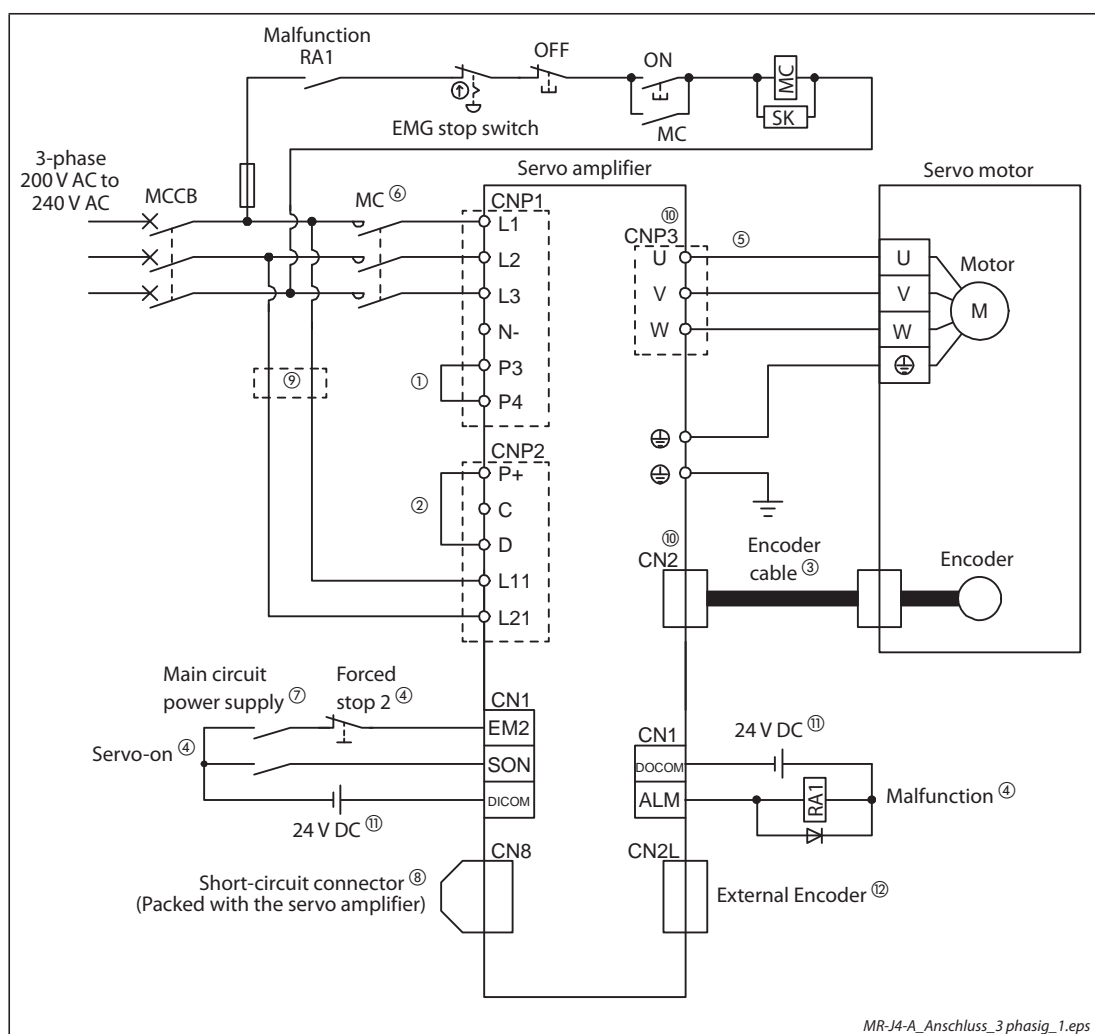 Malfunction
RA1
OFF
ON
MC
SK
EMG stop switch
MC
3-phase
200 V AC to
240 V AC
MCCB
MC ⑥
Servo amplifier
Servo motor
CNP1
L1
L2
L3
N-
P3
P4
①
⑨
⑩
CNP3
U
V
W
⑤
U
V
W
Motor
M
CNP2
P+
C
D
L11
L21
②
⑩
CN2
Encoder
cable ③
Encoder
Main circuit
power supply ⑦
Forced
stop 2 ④
Servo-on ④
24 V DC ⑪
CN1
EM2
SON
DICOM
CN1
DOCOM
ALM
24 V DC ⑪
RA1
Malfunction ④
CN8
Short-circuit connector ⑧
(Packed with the servo amplifier)
CN2L
External Encoder ⑫
MR-J4-A_Anschluss_3 phasig_1.eps